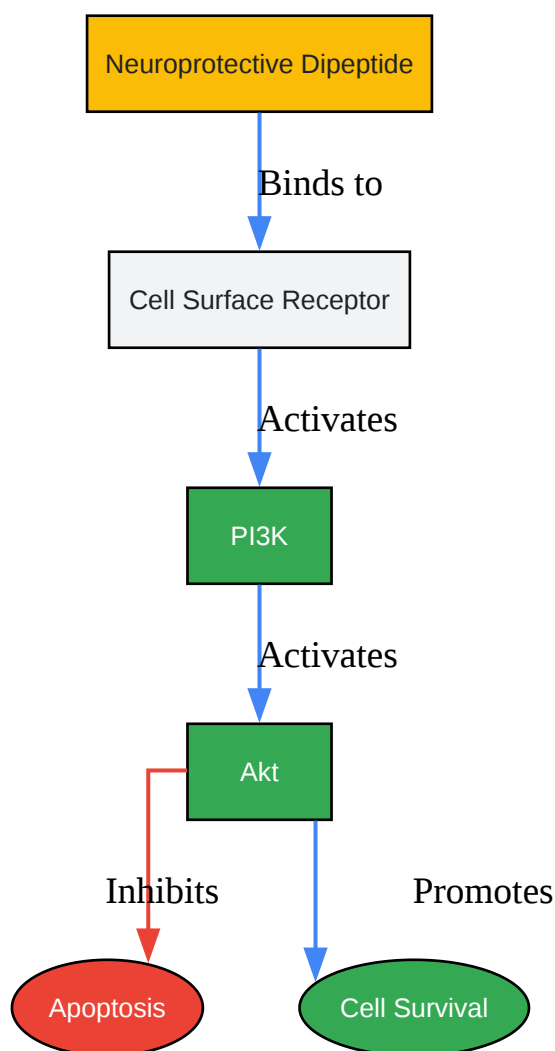 Neuroprotective Dipeptide
Binds to
Cell Surface Receptor
Activates
PI3K
Activates
Akt
Inhibits
Promotes
Apoptosis
Cell Survival